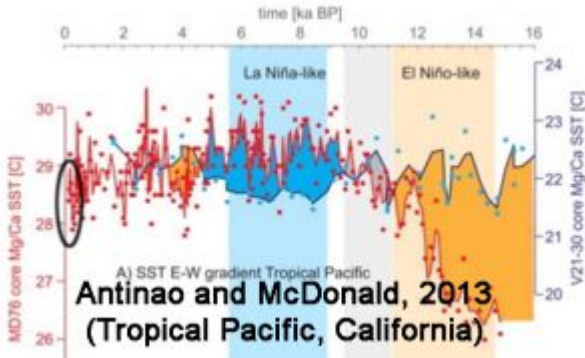 time [ka BP]
0 2 4 6 8 10 12 14 16
La Niña-like El Niño-like
30
29
28
27
26
MD76 core Mg/Ca SST [C]
24
23
22
21
20
19
V21-30 core Mg/Ca SST [C]
A) SST E-W gradient Tropical Pacific
Antinao and McDonald, 2013
(Tropical Pacific, California)